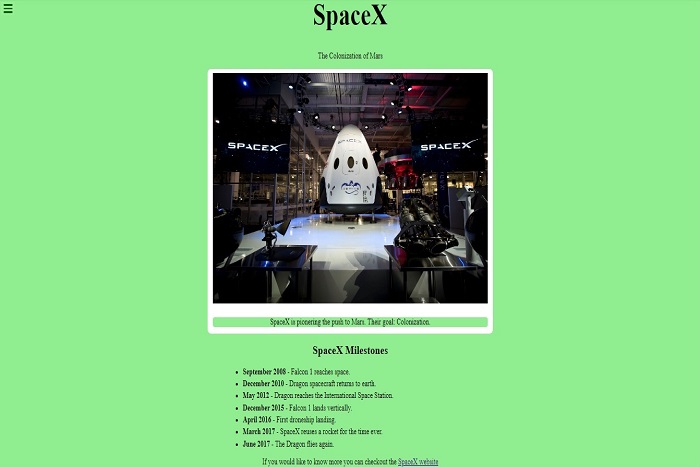 ☰
SpaceX
The Colonization of Mars
SPACEX
SPACEX
SPACEX
SpaceX is pionering the push to Mars. Their goal: Colonization.
SpaceX Milestones
• September 2008 - Falcon 1 reaches space.
• December 2010 - Dragon spacecraft returns to earth.
• May 2012 - Dragon reaches the International Space Station.
• December 2015 - Falcon 1 lands vertically.
• April 2016 - First droneship landing.
• March 2017 - SpaceX reuses a rocket for the time ever.
• June 2017 - The Dragon flies again.
If you would like to know more you can checkout the SpaceX website